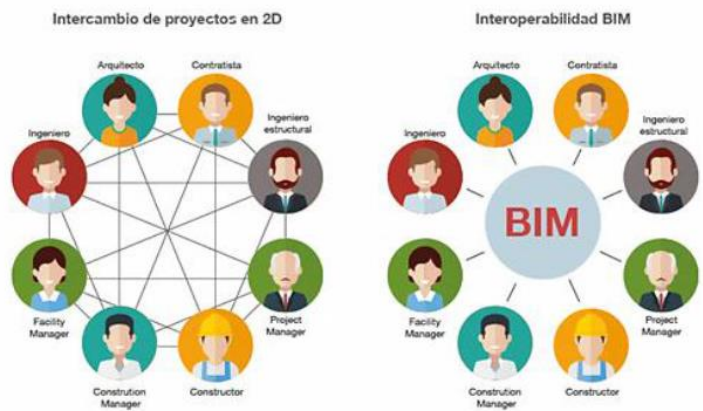 Intercambio de proyectos en 2D
Arquitecto
Contratista
Ingeniero
Ingeniero
estructural
Facility
Manager
Project
Manager
Constrution
Manager
Constructor
Interoperabilidad BIM
Arquitecto
Contratista
Ingeniero
Ingeniero
estructural
BIM
Facility
Manager
Project
Manager
Constrution
Manager
Constructor